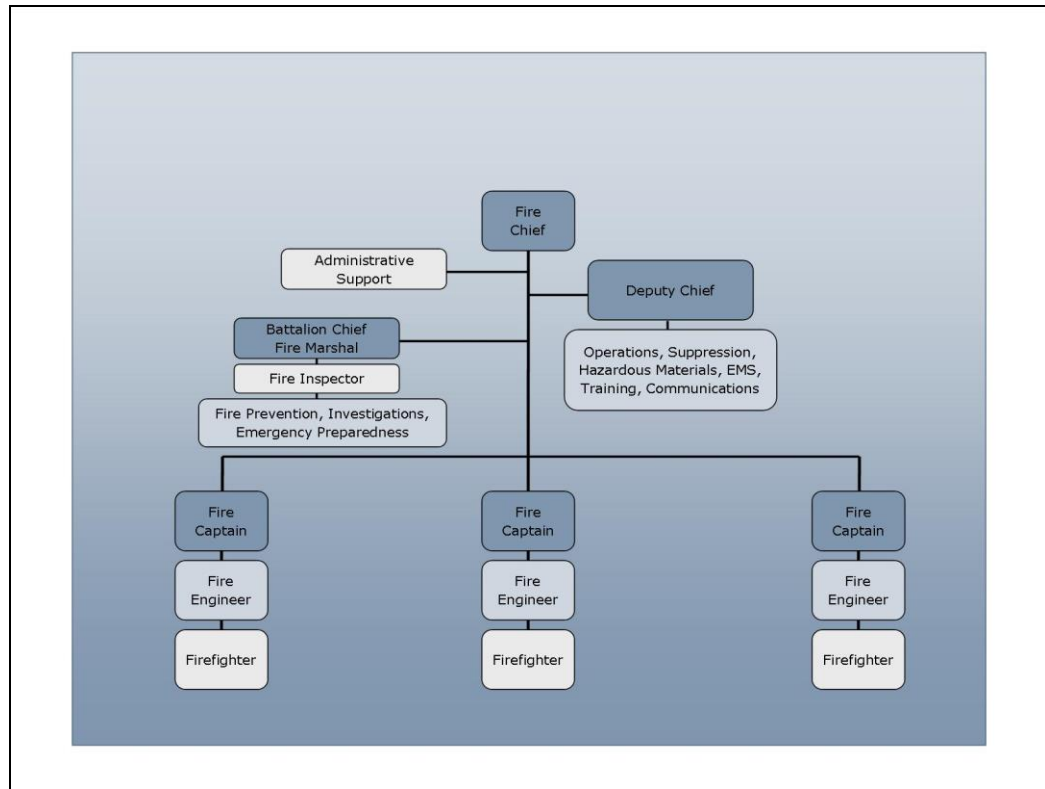 Fire
Chief
Administrative
Support
Deputy Chief
Battalion Chief
Fire Marshal
Operations, Suppression,
Hazardous Materials, EMS,
Training, Communications
Fire Inspector
Fire Prevention, Investigations,
Emergency Preparedness
Fire
Captain
Fire
Captain
Fire
Captain
Fire
Engineer
Fire
Engineer
Fire
Engineer
Firefighter
Firefighter
Firefighter